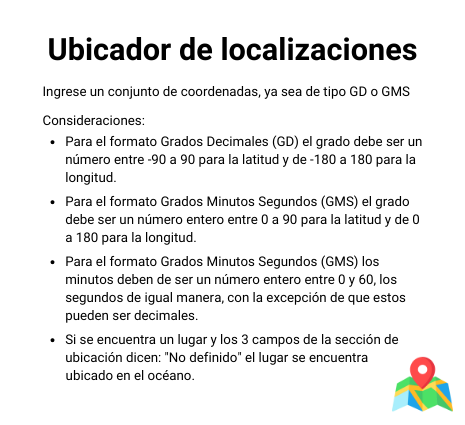 Ubicador de localizaciones
Ingrese un conjunto de coordenadas, ya sea de tipo GD o GMS
Consideraciones:
• Para el formato Grados Decimales (GD) el grado debe ser un
número entre -90 a 90 para la latitud y de -180 a 180 para la
longitud.
• Para el formato Grados Minutos Segundos (GMS) el grado
debe ser un número entero entre 0 a 90 para la latitud y de 0
a 180 para la longitud.
• Para el formato Grados Minutos Segundos (GMS) los
minutos deben de ser un número entero entre 0 y 60, los
segundos de igual manera, con la excepción de que estos
pueden ser decimales.
• Si se encuentra un lugar y los 3 campos de la sección de
ubicación dicen: "No definido" el lugar se encuentra
ubicado en el océano.